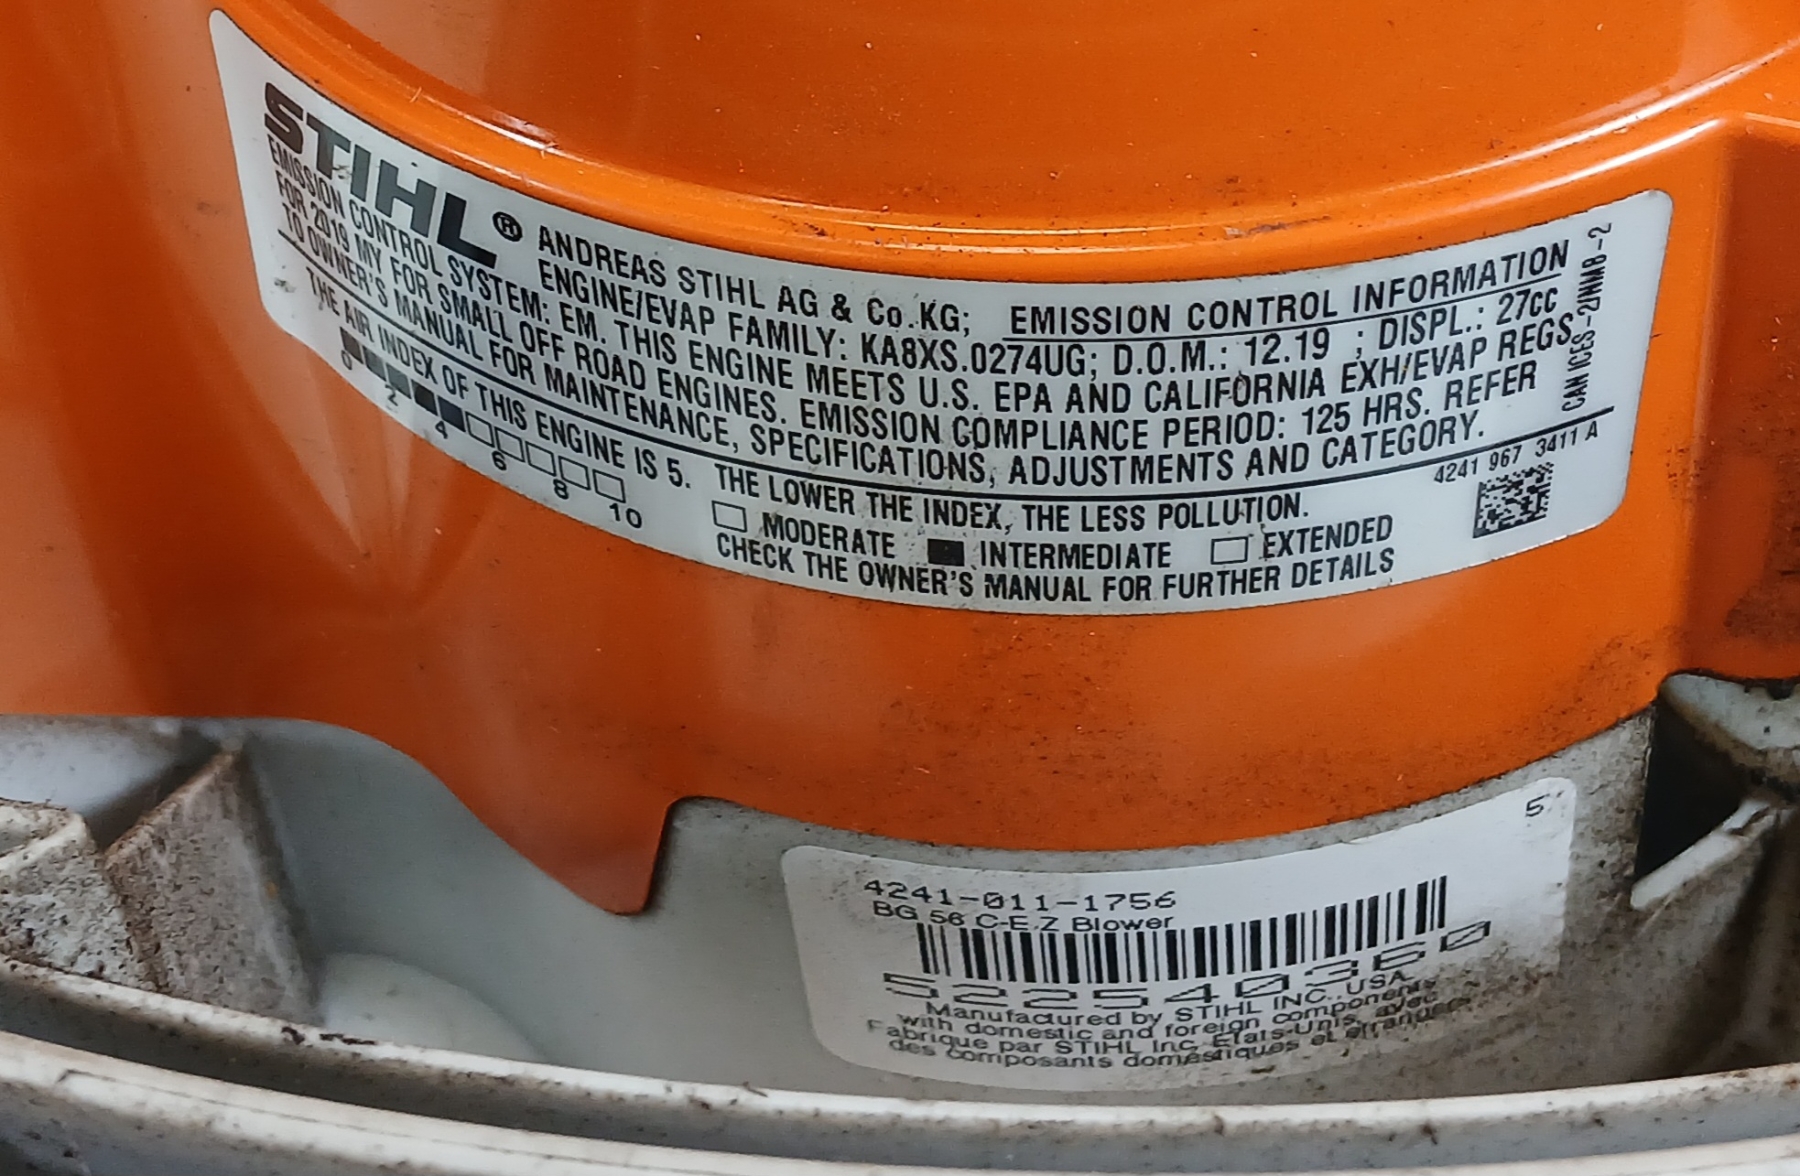 STIHL® ANDREAS STIHL AG & Co. KG; EMISSION CONTROL INFORMATION
ENGINE/EVAP FAMILY: KA8XS.0274UG; D.O.M.: 12.19 ; DISPL.: 27cc
EMISSION CONTROL SYSTEM: EM. THIS ENGINE MEETS U.S. EPA AND CALIFORNIA EXH/EVAP REGS.
FOR 2019 MY FOR SMALL OFF ROAD ENGINES. EMISSION COMPLIANCE PERIOD: 125 HRS. REFER
TO OWNER'S MANUAL FOR MAINTENANCE, SPECIFICATIONS, ADJUSTMENTS AND CATEGORY.
CAN ICES-2/NMB-2
4241 967 3411 A
THE AIR INDEX OF THIS ENGINE IS 5. THE LOWER THE INDEX, THE LESS POLLUTION.
0 2 4 6 8 10
MODERATE INTERMEDIATE EXTENDED
CHECK THE OWNER'S MANUAL FOR FURTHER DETAILS
5
4241-011-1756
BG 56 C-E Z Blower
522540360
Manufactured by STIHL INC., USA
with domestic and foreign components
Fabrique par STIHL Inc, Etats-Unis, avec
des composants domestiques et etrangers